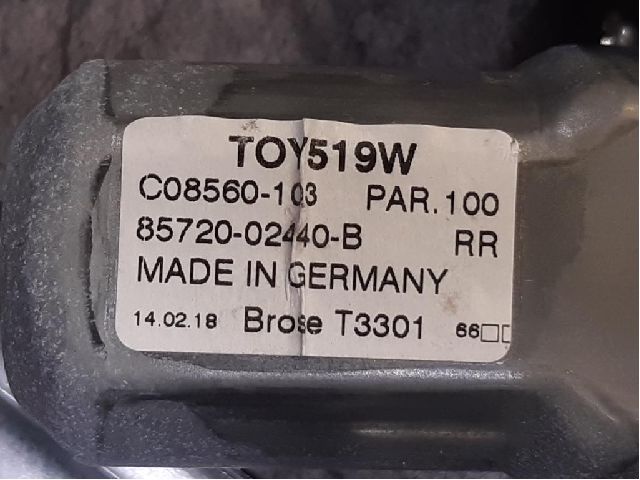 TOY519W
C08560-103 PAR.100
85720-02440-B RR
MADE IN GERMANY
14.02.18 Brose T3301 66□□